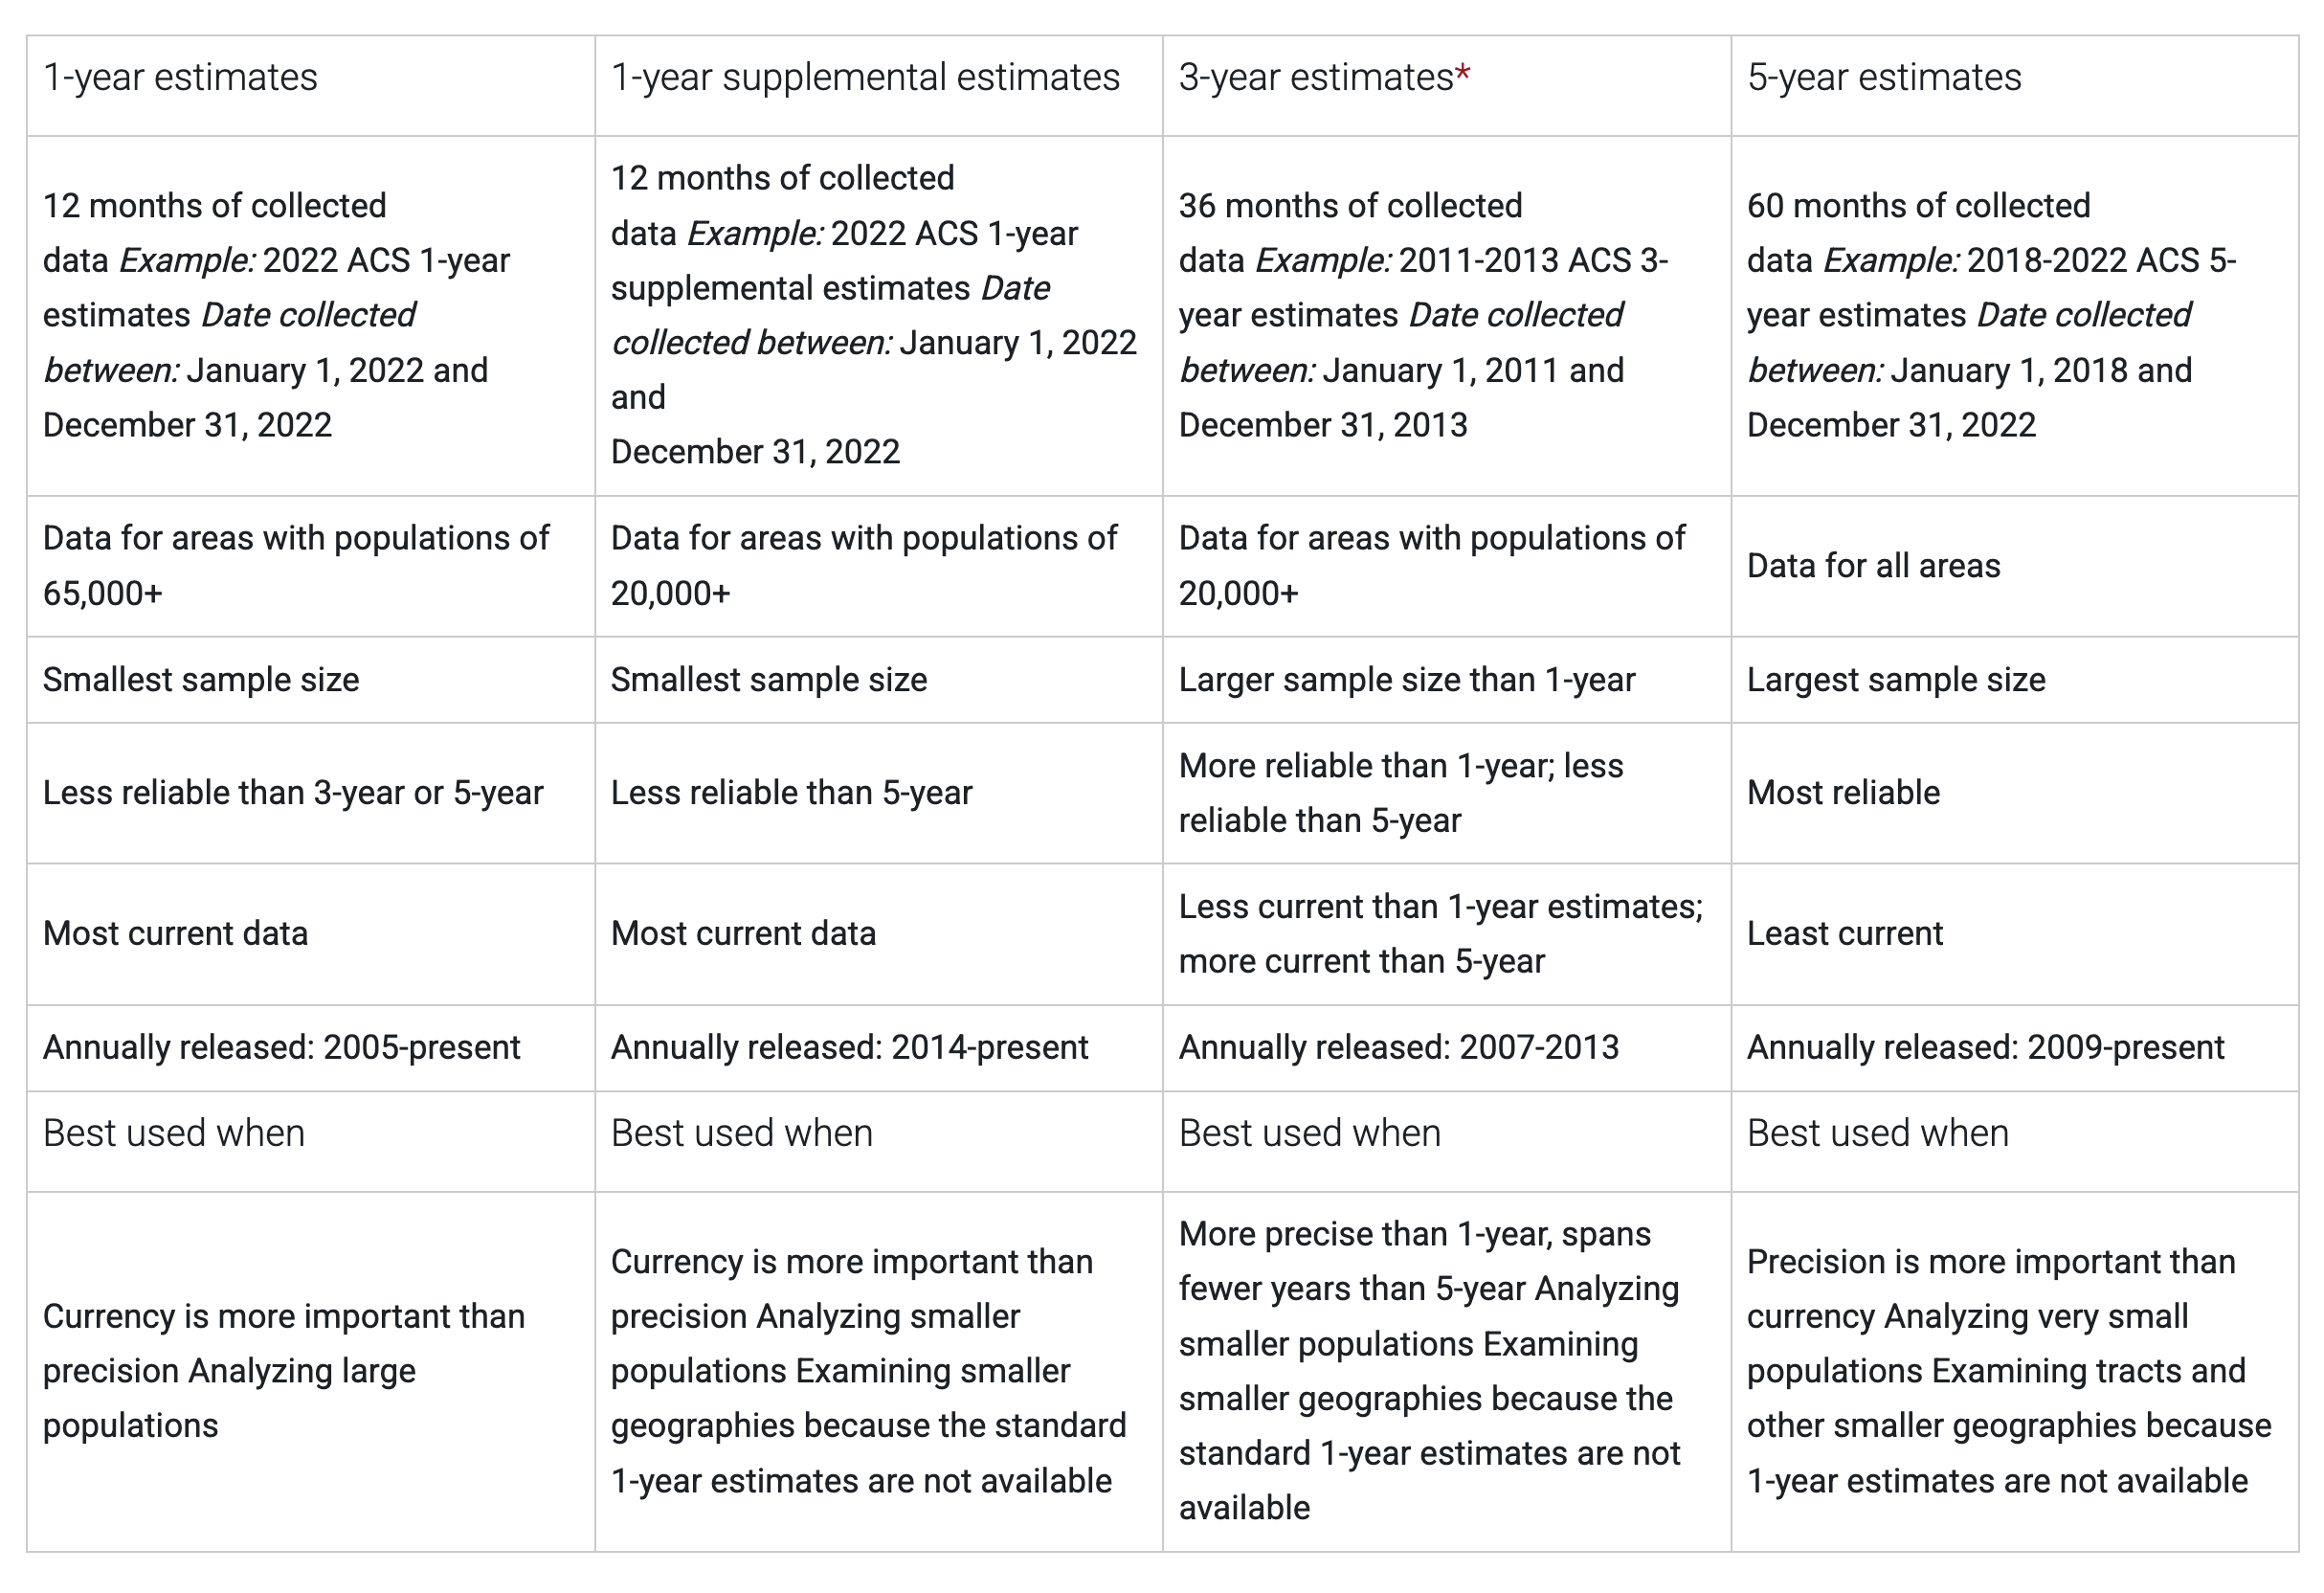 1-year estimates
1-year supplemental estimates
3-year estimates*
5-year estimates
12 months of collected
data Example: 2022 ACS 1-year
estimates Date collected
between: January 1, 2022 and
December 31, 2022
12 months of collected
data Example: 2022 ACS 1-year
supplemental estimates Date
collected between: January 1, 2022
and
December 31, 2022
36 months of collected
data Example: 2011-2013 ACS 3-
year estimates Date collected
between: January 1, 2011 and
December 31, 2013
60 months of collected
data Example: 2018-2022 ACS 5-
year estimates Date collected
between: January 1, 2018 and
December 31, 2022
Data for areas with populations of
65,000+
Data for areas with populations of
20,000+
Data for areas with populations of
20,000+
Data for all areas
Smallest sample size
Smallest sample size
Larger sample size than 1-year
Largest sample size
Less reliable than 3-year or 5-year
Less reliable than 5-year
More reliable than 1-year; less
reliable than 5-year
Most reliable
Most current data
Most current data
Less current than 1-year estimates;
more current than 5-year
Least current
Annually released: 2005-present
Annually released: 2014-present
Annually released: 2007-2013
Annually released: 2009-present
Best used when
Best used when
Best used when
Best used when
Currency is more important than
precision Analyzing large
populations
Currency is more important than
precision Analyzing smaller
populations Examining smaller
geographies because the standard
1-year estimates are not available
More precise than 1-year, spans
fewer years than 5-year Analyzing
smaller populations Examining
smaller geographies because the
standard 1-year estimates are not
available
Precision is more important than
currency Analyzing very small
populations Examining tracts and
other smaller geographies because
1-year estimates are not available